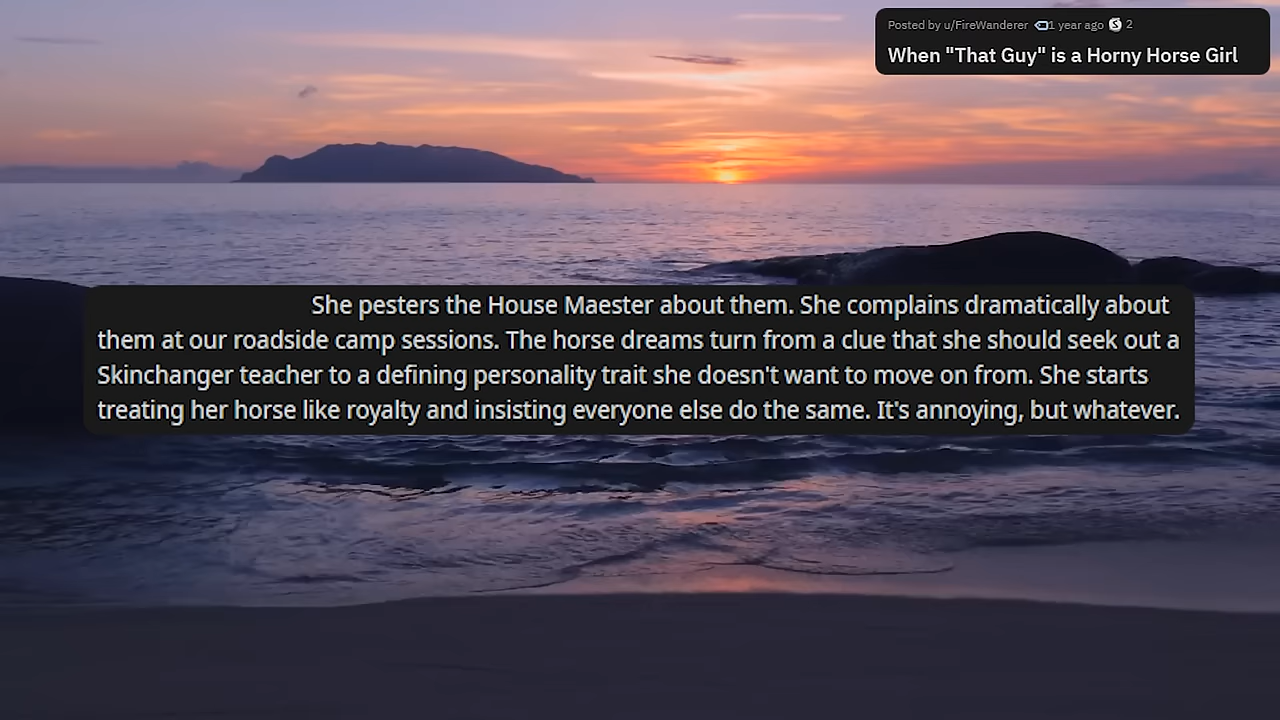 Posted by u/FireWanderer 1 year ago 2
When "That Guy" is a Horny Horse Girl
She pesters the House Maester about them. She complains dramatically about
them at our roadside camp sessions. The horse dreams turn from a clue that she should seek out a
Skinchanger teacher to a defining personality trait she doesn't want to move on from. She starts
treating her horse like royalty and insisting everyone else do the same. It's annoying, but whatever.